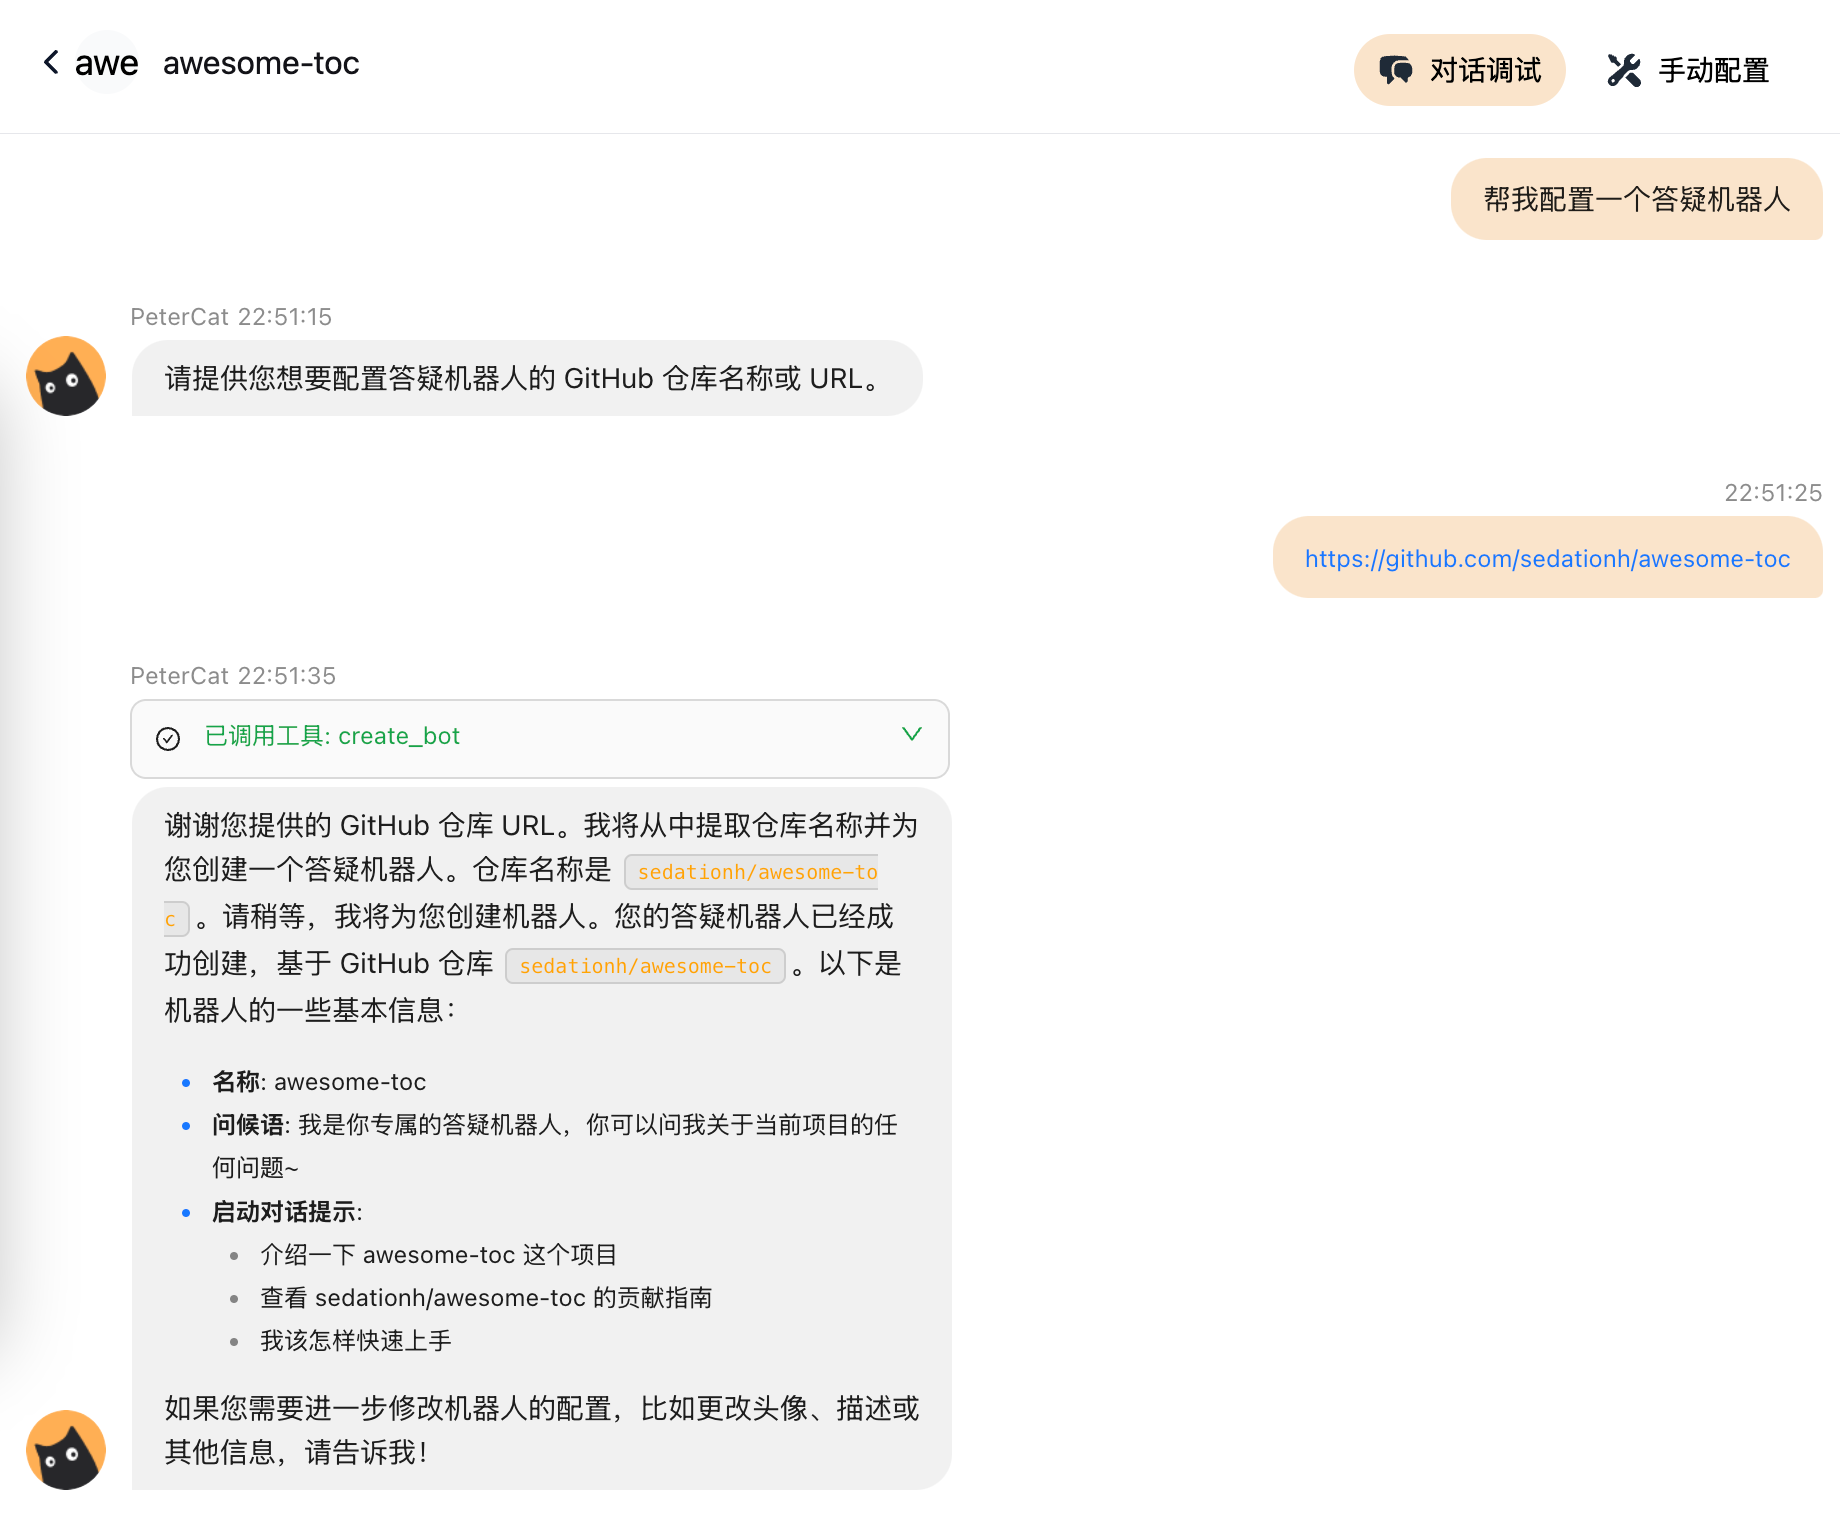 awe awesome-toc 对话调试 手动配置
帮我配置一个答疑机器人
PeterCat 22:51:15
请提供您想要配置答疑机器人的 GitHub 仓库名称或 URL。
22:51:25
https://github.com/sedationh/awesome-toc
PeterCat 22:51:35
已调用工具: create_bot
谢谢您提供的 GitHub 仓库 URL。我将从中提取仓库名称并为
您创建一个答疑机器人。仓库名称是 sedationh/awesome-to
c 。请稍等，我将为您创建机器人。您的答疑机器人已经成
功创建，基于 GitHub 仓库 sedationh/awesome-toc 。以下是
机器人的一些基本信息：
名称: awesome-toc
问候语: 我是你专属的答疑机器人，你可以问我关于当前项目的任
何问题~
启动对话提示:
介绍一下 awesome-toc 这个项目
查看 sedationh/awesome-toc 的贡献指南
我该怎样快速上手
如果您需要进一步修改机器人的配置，比如更改头像、描述或
其他信息，请告诉我！